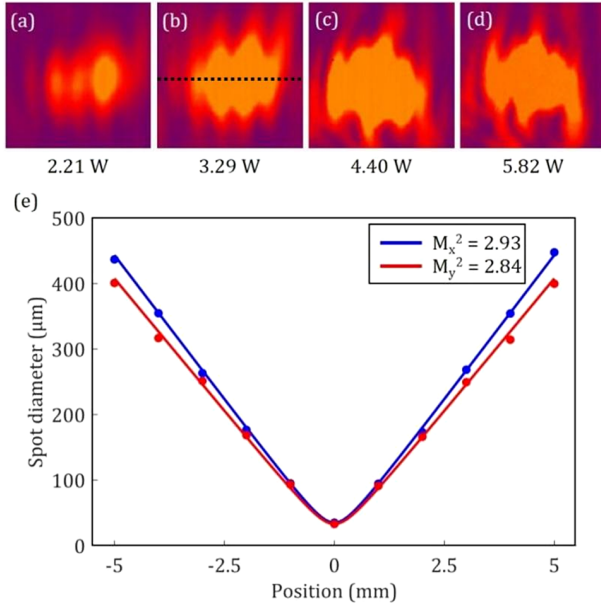 (a) (b) (c) (d)
2.21 W 3.29 W 4.40 W 5.82 W
(e)
500
400
300
200
100
0
Spot diameter (μm)
Mx² = 2.93
My² = 2.84
-5 -2.5 0 2.5 5
Position (mm)